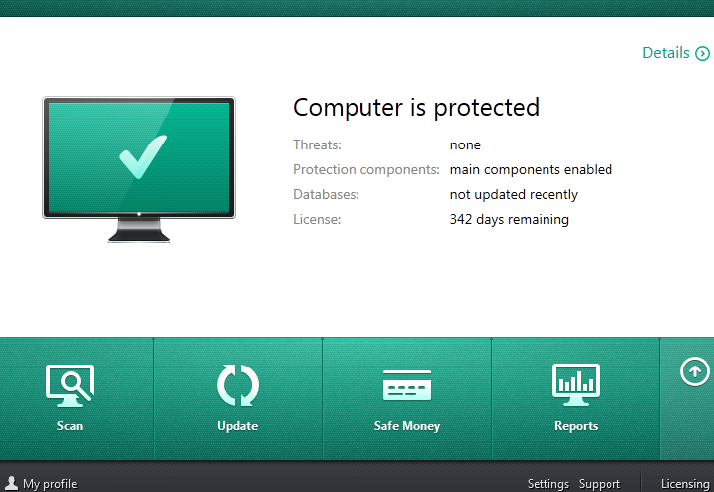 Details
Computer is protected
Threats: none
Protection components: main components enabled
Databases: not updated recently
License: 342 days remaining
Scan Update Safe Money Reports
My profile Settings Support Licensing